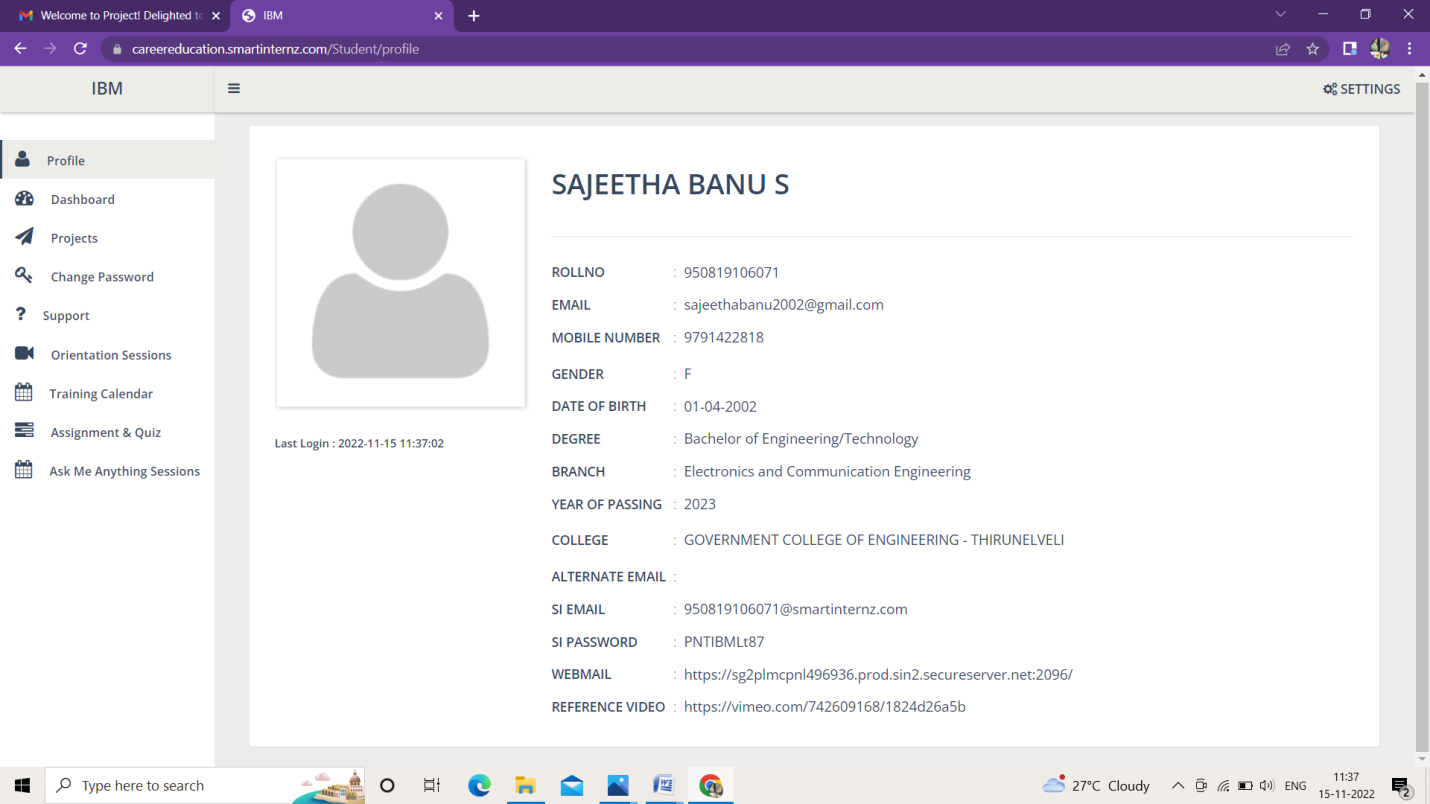 Welcome to Project! Delighted to
IBM
careereducation.smartinternz.com/Student/profile
IBM
SETTINGS
Profile
Dashboard
Projects
Change Password
Support
Orientation Sessions
Training Calendar
Assignment & Quiz
Ask Me Anything Sessions
Last Login : 2022-11-15 11:37:02
SAJEETHA BANU S
ROLLNO : 950819106071
EMAIL : sajeethabanu2002@gmail.com
MOBILE NUMBER : 9791422818
GENDER : F
DATE OF BIRTH : 01-04-2002
DEGREE : Bachelor of Engineering/Technology
BRANCH : Electronics and Communication Engineering
YEAR OF PASSING : 2023
COLLEGE : GOVERNMENT COLLEGE OF ENGINEERING - THIRUNELVELI
ALTERNATE EMAIL :
SI EMAIL : 950819106071@smartinternz.com
SI PASSWORD : PNTIBMLt87
WEBMAIL : https://sg2plmcpnl496936.prod.sin2.secureserver.net:2096/
REFERENCE VIDEO : https://vimeo.com/742609168/1824d26a5b
Type here to search
27°C Cloudy
ENG
11:37
15-11-2022
2